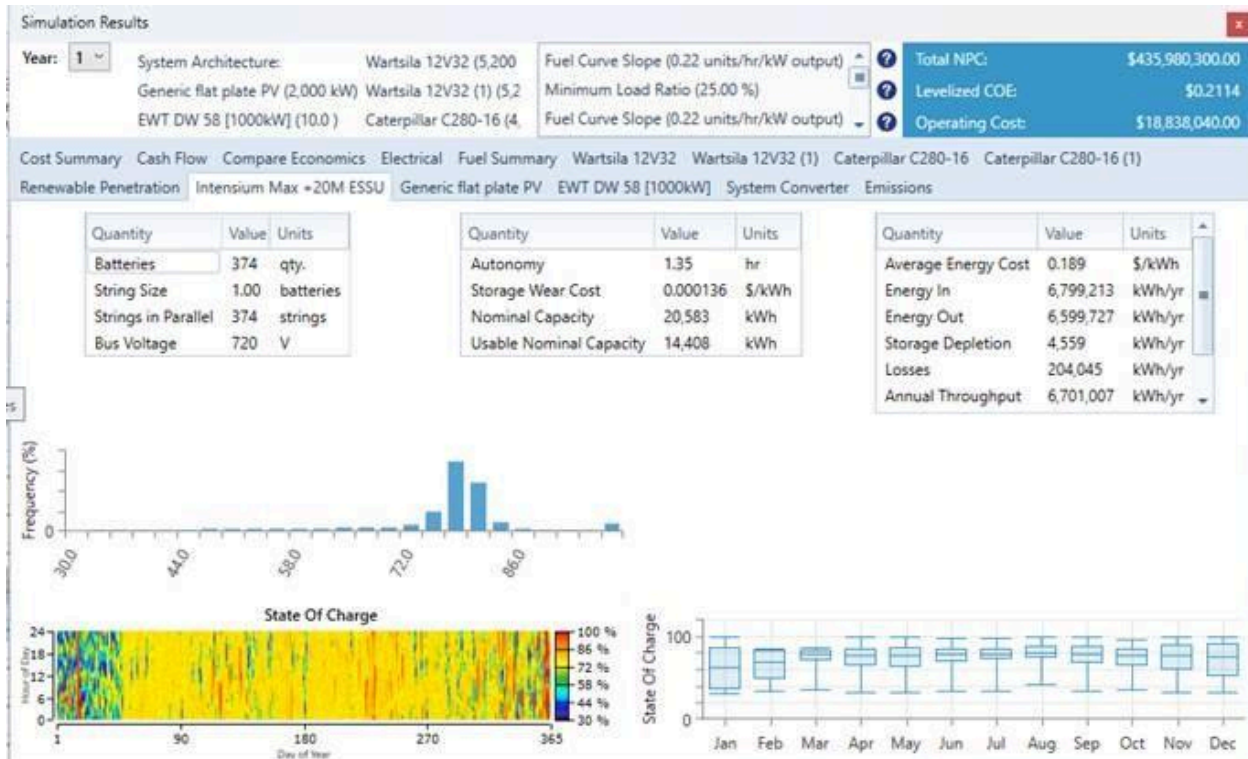 Simulation Results
x
Year: 1
System Architecture: Wartsila 12V32 (5,200
Generic flat plate PV (2,000 kW) Wartsila 12V32 (1) (5,2
EWT DW 58 [1000kW] (10.0 ) Caterpillar C280-16 (4,
Fuel Curve Slope (0.22 units/hr/kW output)
Minimum Load Ratio (25.00 %)
Fuel Curve Slope (0.22 units/hr/kW output)
? Total NPC: $435,980,300.00
? Levelized COE: $0.2114
? Operating Cost: $18,838,040.00
Cost Summary Cash Flow Compare Economics Electrical Fuel Summary Wartsila 12V32 Wartsila 12V32 (1) Caterpillar C280-16 Caterpillar C280-16 (1)
Renewable Penetration Intensium Max +20M ESSU Generic flat plate PV EWT DW 58 [1000kW] System Converter Emissions
Quantity Value Units
Batteries 374 qty.
String Size 1.00 batteries
Strings in Parallel 374 strings
Bus Voltage 720 V
Quantity Value Units
Autonomy 1.35 hr
Storage Wear Cost 0.000136 $/kWh
Nominal Capacity 20,583 kWh
Usable Nominal Capacity 14,408 kWh
Quantity Value Units
Average Energy Cost 0.189 $/kWh
Energy In 6,799,213 kWh/yr
Energy Out 6,599,727 kWh/yr
Storage Depletion 4,559 kWh/yr
Losses 204,045 kWh/yr
Annual Throughput 6,701,007 kWh/yr
es
Frequency (%)
0
30.0 44.0 58.0 72.0 86.0
State Of Charge
Hour of Day
24
18
12
6
0
1 90 180 270 365
Day of Year
100 %
86 %
72 %
58 %
44 %
30 %
State Of Charge
100
0
Jan Feb Mar Apr May Jun Jul Aug Sep Oct Nov Dec